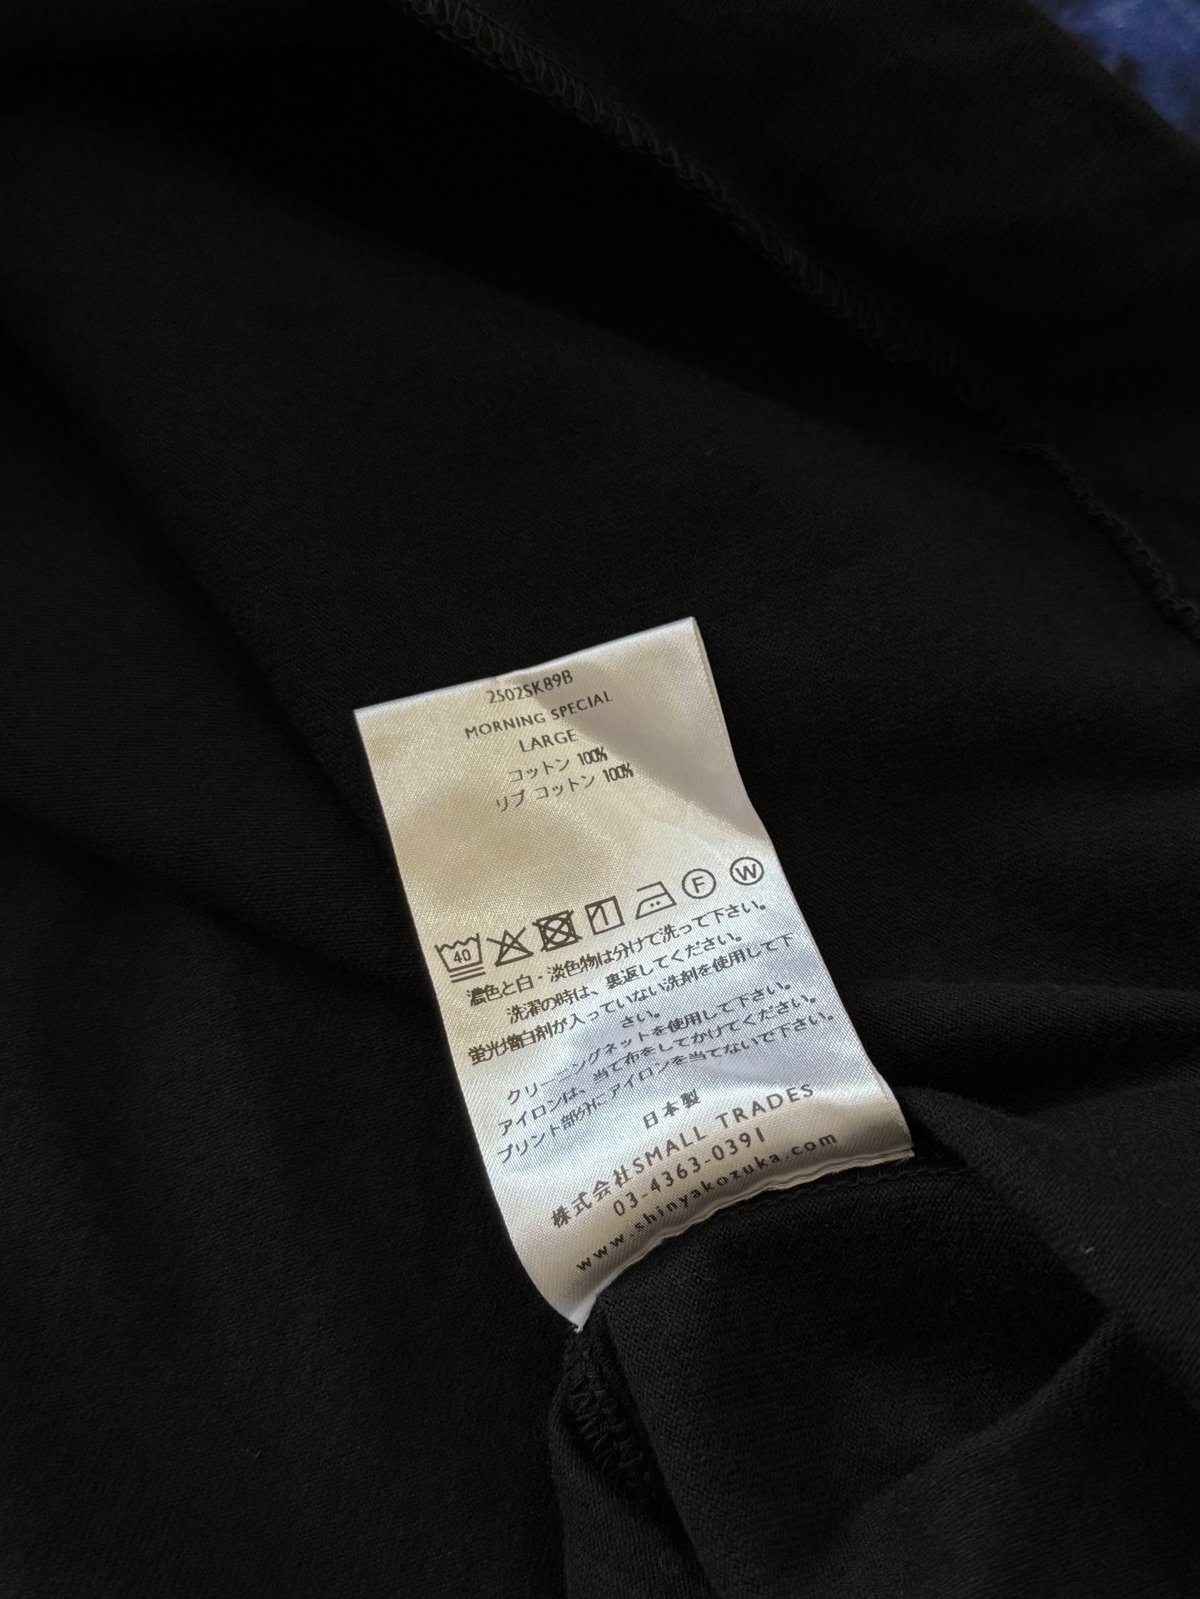 2502SK89B
MORNING SPECIAL
LARGE
コットン 100%
リブ コットン 100%
40 F W
濃色と白・淡色物は分けて洗って下さい。
洗濯の時は、裏返してください。
蛍光増白剤が入っていない洗剤を使用して下
さい。
クリーニングネットを使用して下さい。
アイロンは、当て布をしてかけてください。
プリント部分にアイロンを当てないで下さい。
日本製
株式会社SMALL TRADES
03-4363-0391
www.shinyakozuka.com